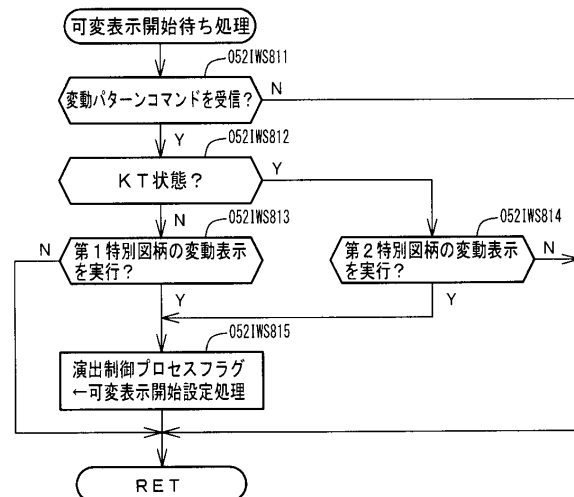 可変表示開始待ち処理
052IWS811
変動パターンコマンドを受信？
N
Y
052IWS812
KT状態？
Y
N
052IWS813
052IWS814
N
第１特別図柄の変動表示
を実行？
第２特別図柄の変動表示
を実行？
N
Y
Y
052IWS815
演出制御プロセスフラグ
←可変表示開始設定処理
RET